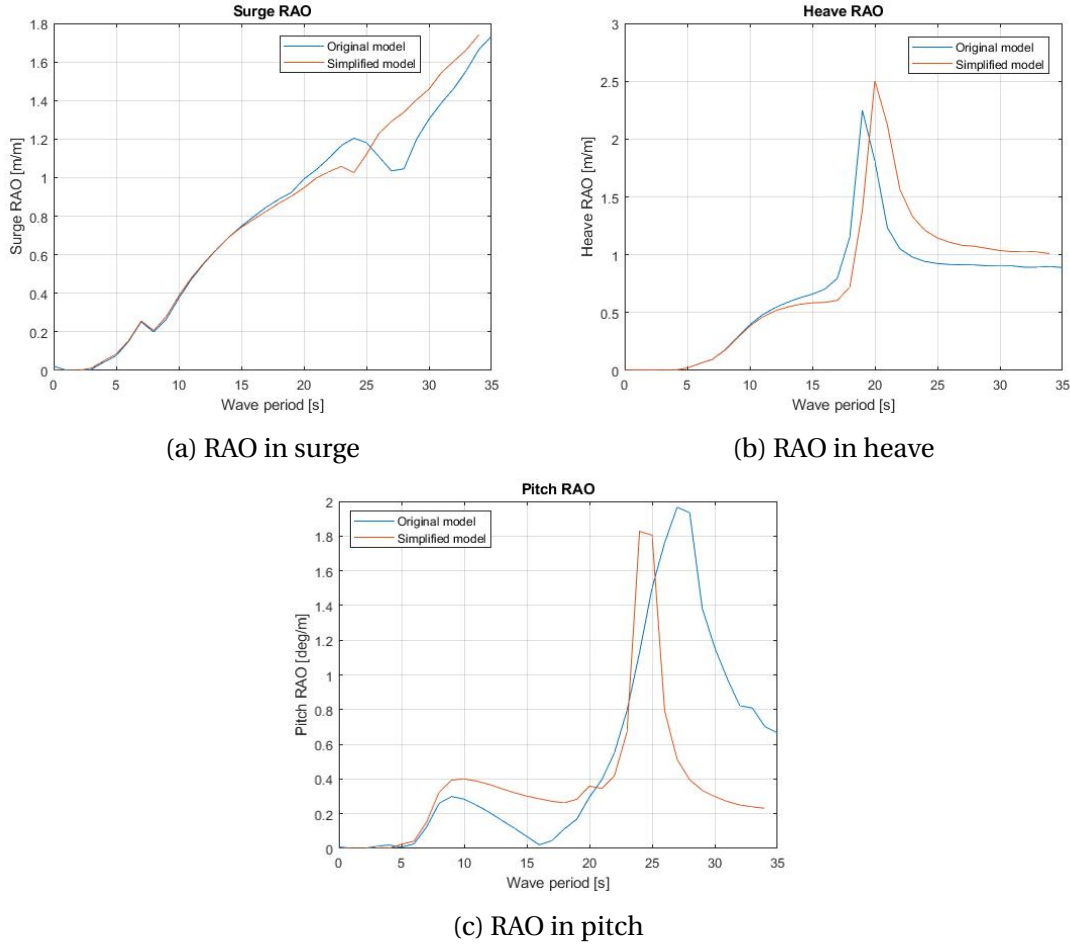 Surge RAO
1.8
1.6
1.4
1.2
1
0.8
0.6
0.4
0.2
0
Surge RAO [m/m]
Original model
Simplified model
0 5 10 15 20 25 30 35
Wave period [s]
(a) RAO in surge
Heave RAO
3
2.5
2
1.5
1
0.5
0
Heave RAO [m/m]
Original model
Simplified model
0 5 10 15 20 25 30 35
Wave period [s]
(b) RAO in heave
Pitch RAO
2
1.8
1.6
1.4
1.2
1
0.8
0.6
0.4
0.2
0
Pitch RAO [deg/m]
Original model
Simplified model
0 5 10 15 20 25 30 35
Wave period [s]
(c) RAO in pitch